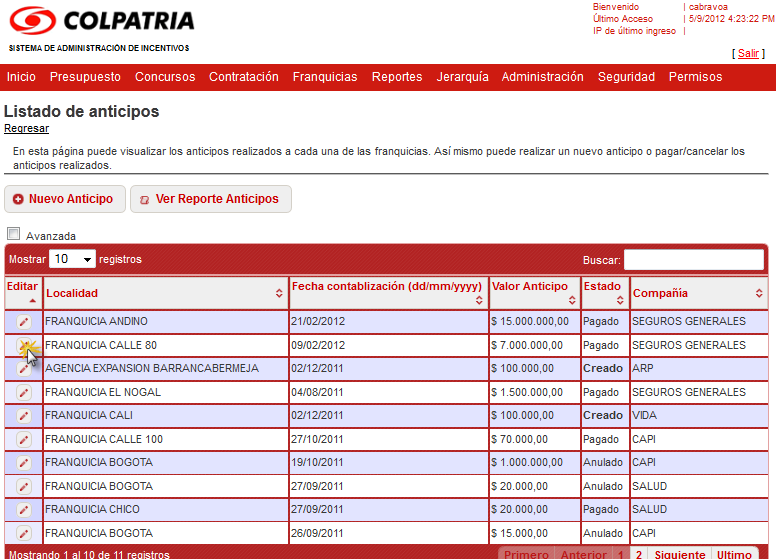 COLPATRIA
SISTEMA DE ADMINISTRACIÓN DE INCENTIVOS
Bienvenido | cabravoa
Último Acceso | 5/9/2012 4:23:22 PM
IP de último ingreso |
[ Salir ]
Inicio Presupuesto Concursos Contratación Franquicias Reportes Jerarquía Administración Seguridad Permisos
Listado de anticipos
Regresar
En esta página puede visualizar los anticipos realizados a cada una de las franquicias. Así mismo puede realizar un nuevo anticipo o pagar/cancelar los
anticipos realizados.
Nuevo Anticipo Ver Reporte Anticipos
Avanzada
Mostrar 10 registros Buscar:
Editar Localidad Fecha contablización (dd/mm/yyyy) Valor Anticipo Estado Compañía
FRANQUICIA ANDINO 21/02/2012 $ 15.000.000,00 Pagado SEGUROS GENERALES
FRANQUICIA CALLE 80 09/02/2012 $ 7.000.000,00 Pagado SEGUROS GENERALES
AGENCIA EXPANSION BARRANCABERMEJA 02/12/2011 $ 100.000,00 Creado ARP
FRANQUICIA EL NOGAL 04/08/2011 $ 1.500.000,00 Pagado SEGUROS GENERALES
FRANQUICIA CALI 02/12/2011 $ 100.000,00 Creado VIDA
FRANQUICIA CALLE 100 27/10/2011 $ 70.000,00 Pagado CAPI
FRANQUICIA BOGOTA 19/10/2011 $ 1.000.000,00 Anulado CAPI
FRANQUICIA BOGOTA 27/09/2011 $ 20.000,00 Anulado SALUD
FRANQUICIA CHICO 27/09/2011 $ 20.000,00 Pagado SALUD
FRANQUICIA BOGOTA 26/09/2011 $ 15.000,00 Anulado CAPI
Mostrando 1 al 10 de 11 registros Primero Anterior 1 2 Siguiente Ultimo